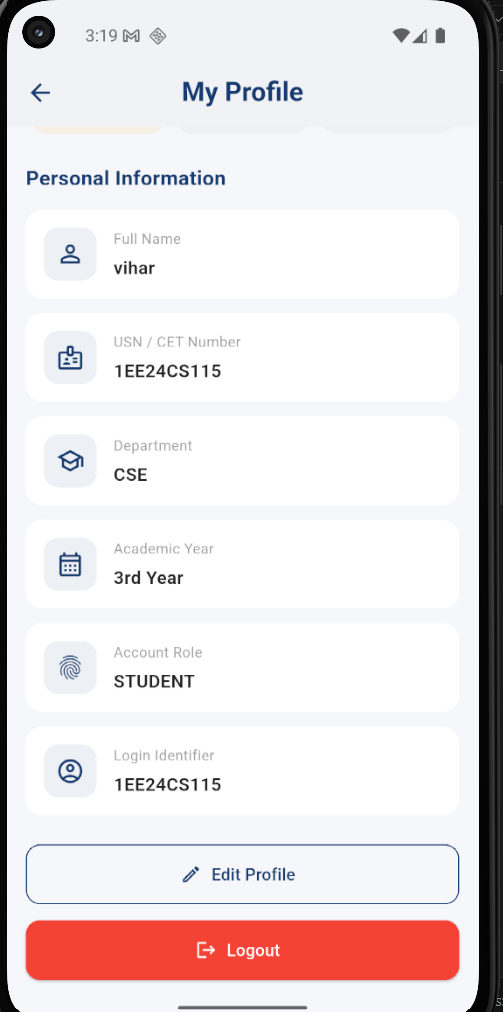 3:19
My Profile
Personal Information
Full Name
vihar
USN / CET Number
1EE24CS115
Department
CSE
Academic Year
3rd Year
Account Role
STUDENT
Login Identifier
1EE24CS115
Edit Profile
Logout